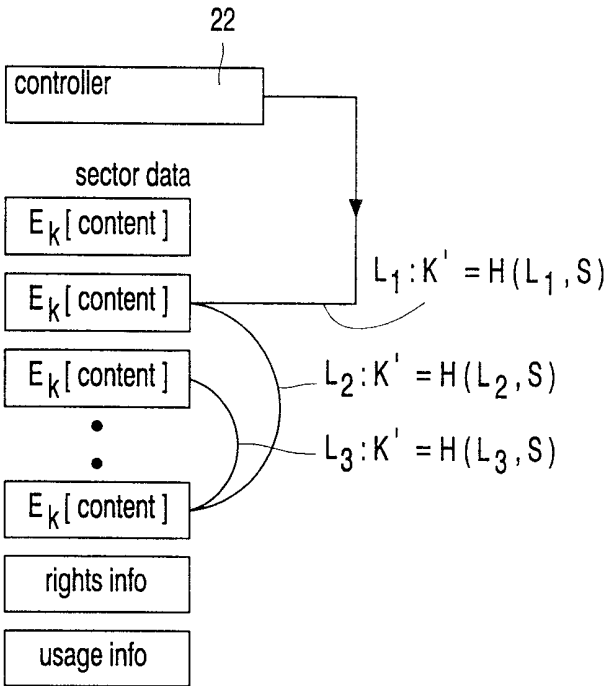 22
controller
sector data
E_k[ content ]
E_k[ content ]
L_1 : K' = H(L_1, S)
E_k[ content ]
L_2 : K' = H(L_2, S)
L_3 : K' = H(L_3, S)
E_k[ content ]
rights info
usage info